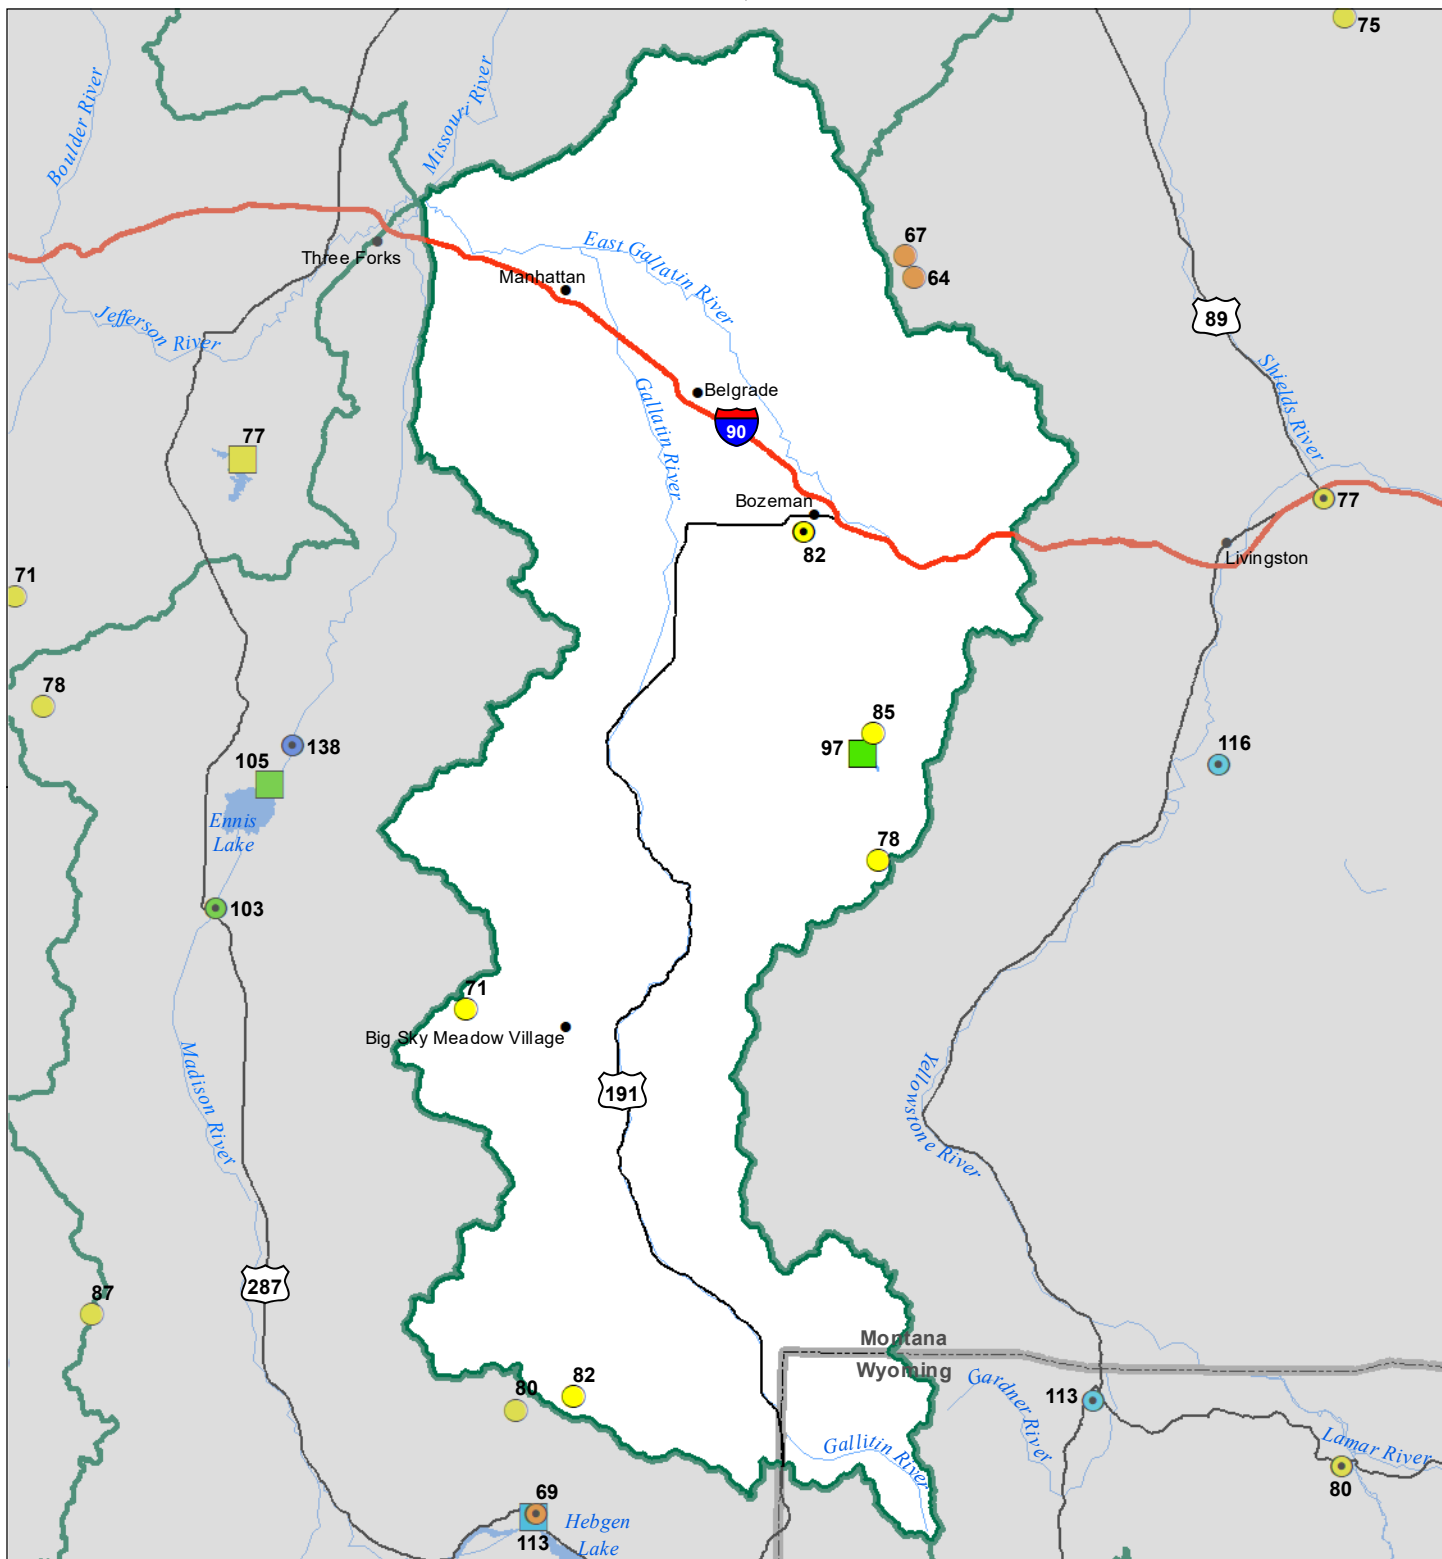 75
Boulder River
Missouri River
67
64
East Gallatin River
Three Forks
Manhattan
89
Jefferson River
Shields River
Belgrade
Gallatin River
90
77
Bozeman
77
82
Livingston
71
78
85
97
116
138
105
Ennis
Lake
78
103
71
Big Sky Meadow Village
Madison River
191
Yellowstone River
287
87
Montana
Wyoming
80
82
Gardner River
113
Lamar River
Gallitin River
80
69
113
Hebgen
Lake